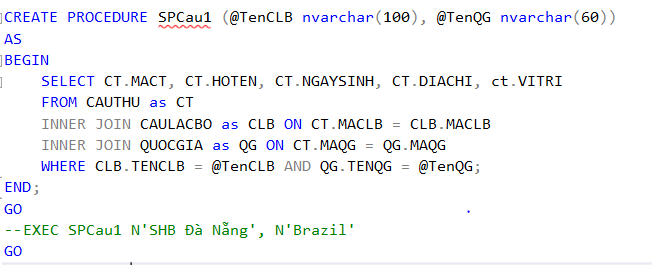 CREATE PROCEDURE SPCau1 (@TenCLB nvarchar(100), @TenQG nvarchar(60))
AS
BEGIN
    SELECT CT.MACT, CT.HOTEN, CT.NGAYSINH, CT.DIACHI, ct.VITRI
    FROM CAUTHU as CT
    INNER JOIN CAULACBO as CLB ON CT.MACLB = CLB.MACLB
    INNER JOIN QUOCGIA as QG ON CT.MAQG = QG.MAQG
    WHERE CLB.TENCLB = @TenCLB AND QG.TENQG = @TenQG;
END;
GO
--EXEC SPCau1 N'SHB Đà Nẵng', N'Brazil'
GO